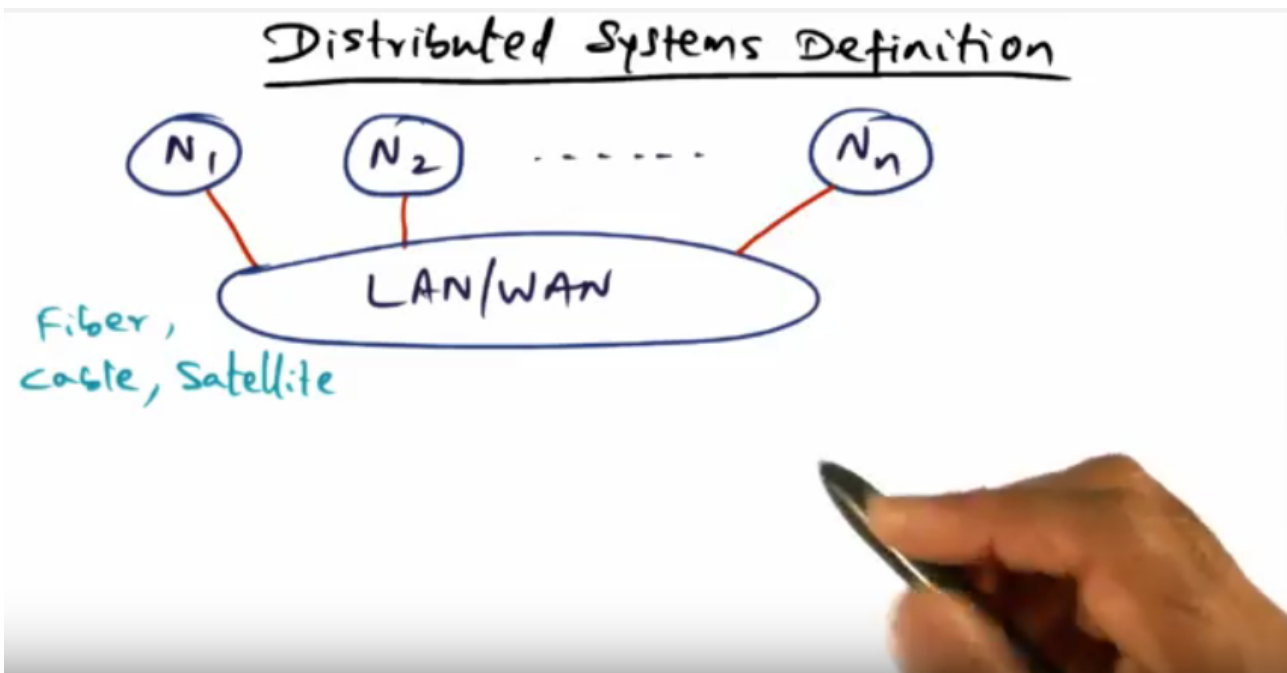 Distributed Systems Definition
N1 N2 ------- Nn
LAN/WAN
Fiber,
cable, Satellite